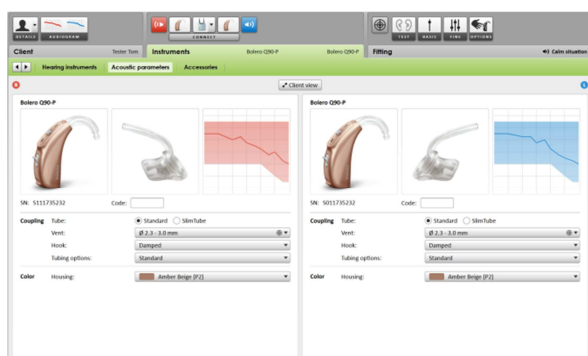 DETAILS AUDIOGRAM CONNECT TEST BASIC FINE OPTIONS
Client Tester Tom Instruments Bolero Q90-P Bolero Q90-P Fitting Calm situation
Hearing instruments Acoustic parameters Accessories
R Client view L
Bolero Q90-P Bolero Q90-P
SN: S111735232 Code: SN: S011735232 Code:
Coupling Tube: Standard SlimTube Coupling Tube: Standard SlimTube
Vent: Ø 2.3 - 3.0 mm Vent: Ø 2.3 - 3.0 mm
Hook: Damped Hook: Damped
Tubing options: Standard Tubing options: Standard
Color Housing: Amber Beige (P2) Color Housing: Amber Beige (P2)